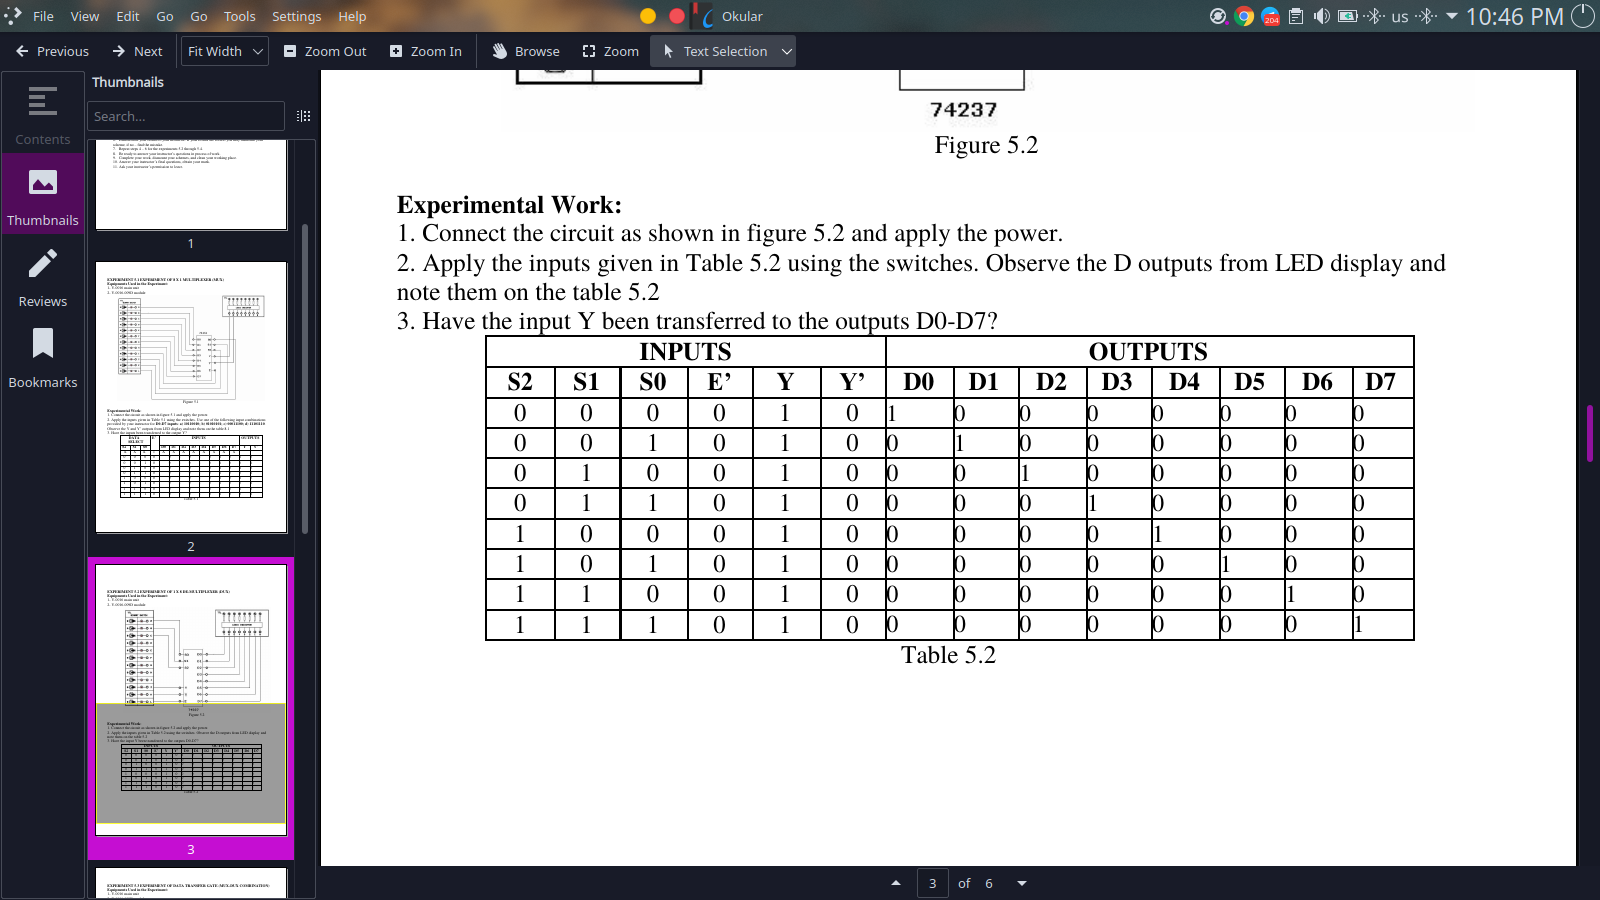 File View Edit Go Go Tools Settings Help Okular 204 us 10:46 PM
Previous Next Fit Width Zoom Out Zoom In Browse Zoom Text Selection
Contents
Thumbnails
Reviews
Bookmarks
Thumbnails
Search...
1
2
3
74237
Figure 5.2
Experimental Work:
1. Connect the circuit as shown in figure 5.2 and apply the power.
2. Apply the inputs given in Table 5.2 using the switches. Observe the D outputs from LED display and
note them on the table 5.2
3. Have the input Y been transferred to the outputs D0-D7?
INPUTS OUTPUTS
S2 S1 S0 E’ Y Y’ D0 D1 D2 D3 D4 D5 D6 D7
0 0 0 0 1 0 1 0 0 0 0 0 0 0
0 0 1 0 1 0 0 1 0 0 0 0 0 0
0 1 0 0 1 0 0 0 1 0 0 0 0 0
0 1 1 0 1 0 0 0 0 1 0 0 0 0
1 0 0 0 1 0 0 0 0 0 1 0 0 0
1 0 1 0 1 0 0 0 0 0 0 1 0 0
1 1 0 0 1 0 0 0 0 0 0 0 1 0
1 1 1 0 1 0 0 0 0 0 0 0 0 1
Table 5.2
3 of 6